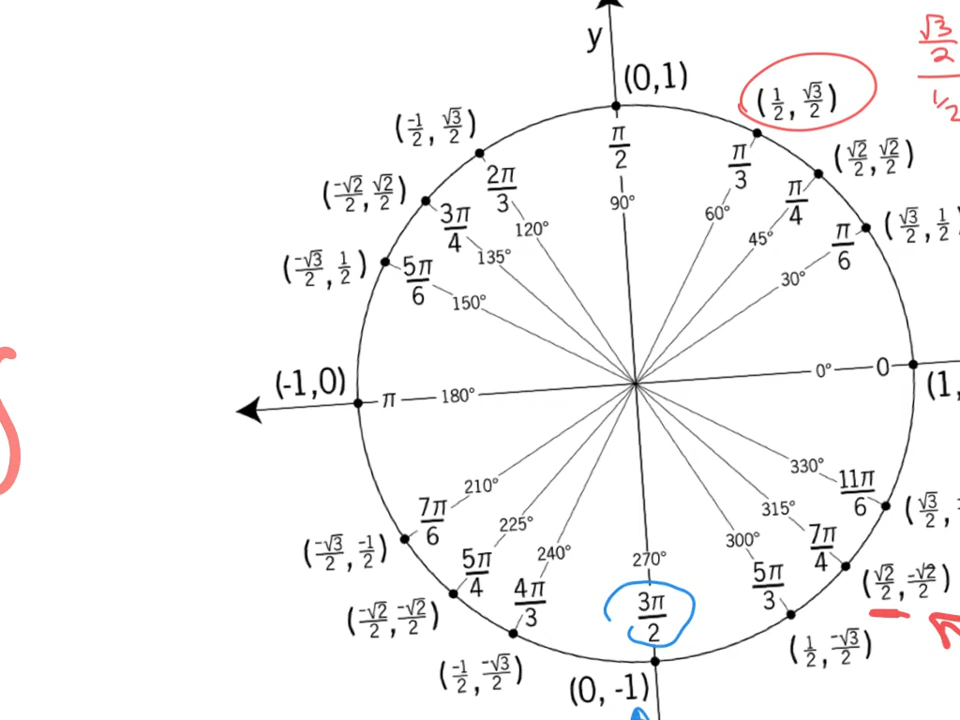 y
(0,1)
(1/2, √3/2)
√3/2
1/2
(-1/2, √3/2)
π/2
π/3
(√2/2, √2/2)
(-√2/2, √2/2)
2π/3
90°
60°
π/4
(√3/2, 1/2
3π/4
120°
45°
π/6
(-√3/2, 1/2)
5π/6
135°
30°
150°
(-1,0)
π
180°
0°
0
(1,
210°
330°
11π/6
(√3/2,
7π/6
225°
315°
(-√3/2, -1/2)
5π/4
240°
270°
300°
7π/4
(√2/2, -√2/2)
4π/3
3π/2
5π/3
(-√2/2, -√2/2)
(1/2, -√3/2)
(-1/2, -√3/2)
(0, -1)